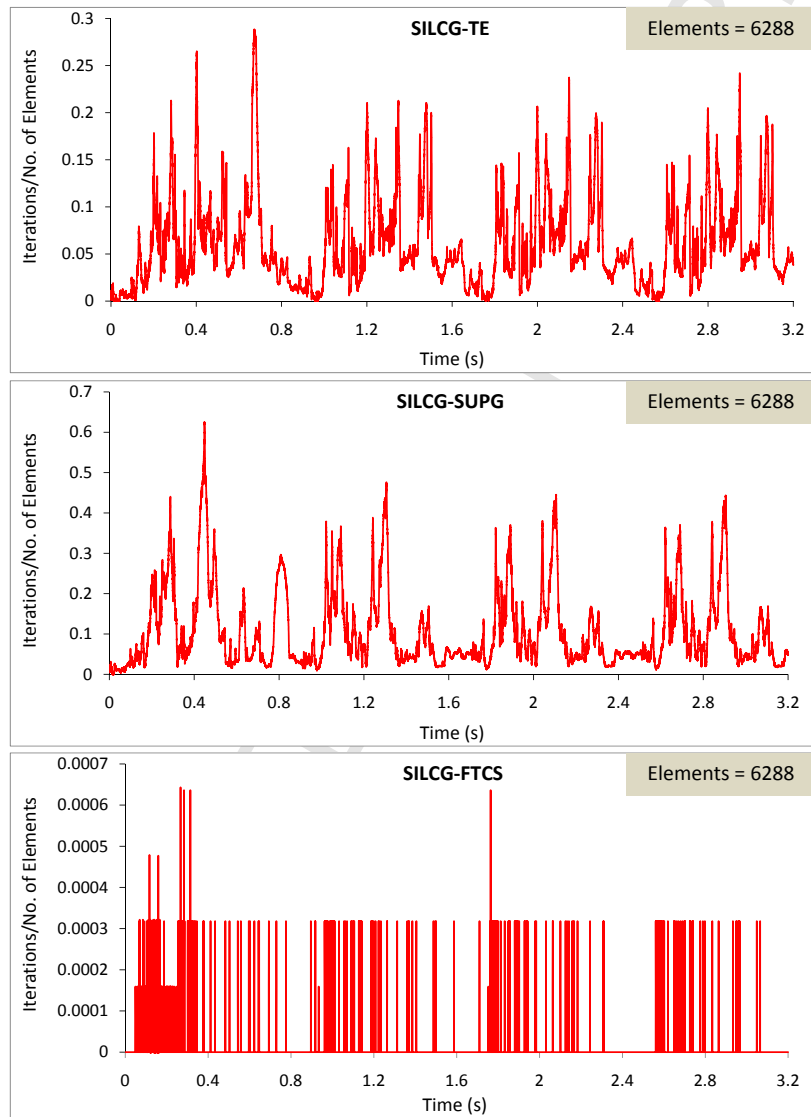 SILCG-TE
Elements = 6288
Iterations/No. of Elements
0.3
0.25
0.2
0.15
0.1
0.05
0
0 0.4 0.8 1.2 1.6 2 2.4 2.8 3.2
Time (s)
SILCG-SUPG
Elements = 6288
Iterations/No. of Elements
0.7
0.6
0.5
0.4
0.3
0.2
0.1
0
0 0.4 0.8 1.2 1.6 2 2.4 2.8 3.2
Time (s)
SILCG-FTCS
Elements = 6288
Iterations/No. of Elements
0.0007
0.0006
0.0005
0.0004
0.0003
0.0002
0.0001
0
0 0.4 0.8 1.2 1.6 2 2.4 2.8 3.2
Time (s)